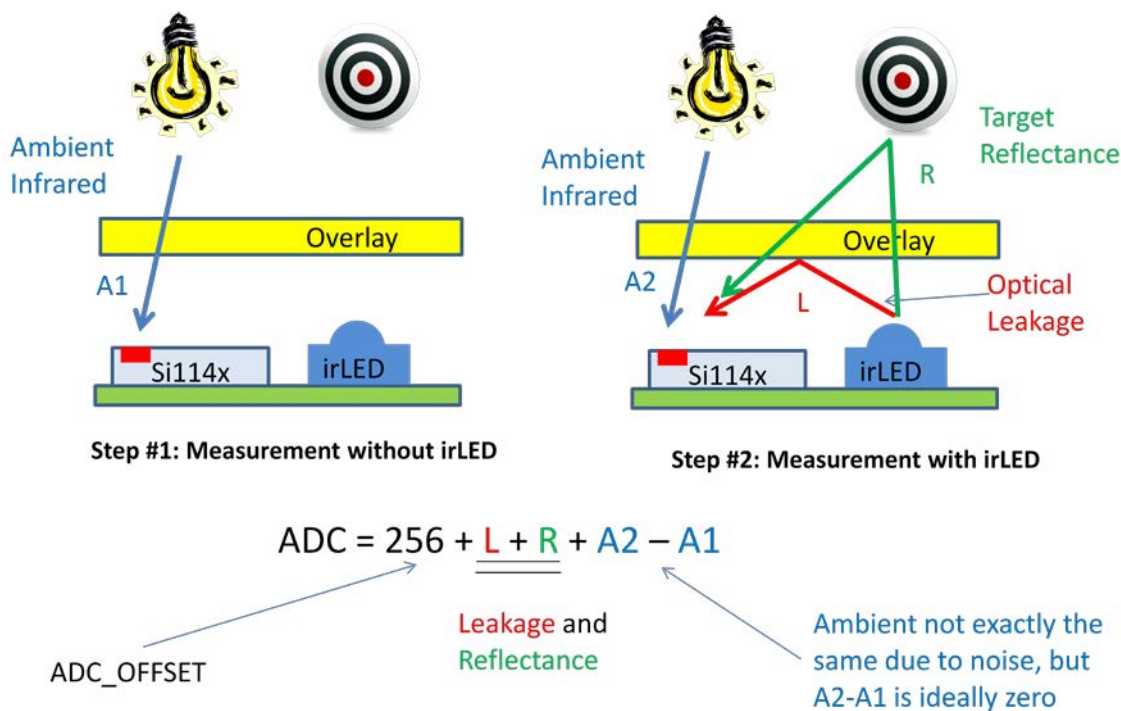 Ambient
Infrared
A1
Overlay
Si114x
irLED
Step #1: Measurement without irLED
Ambient
Infrared
Target
Reflectance
R
Overlay
A2
L
Optical
Leakage
Si114x
irLED
Step #2: Measurement with irLED
ADC = 256 + L + R + A2 – A1
ADC_OFFSET
Leakage and
Reflectance
Ambient not exactly the
same due to noise, but
A2-A1 is ideally zero